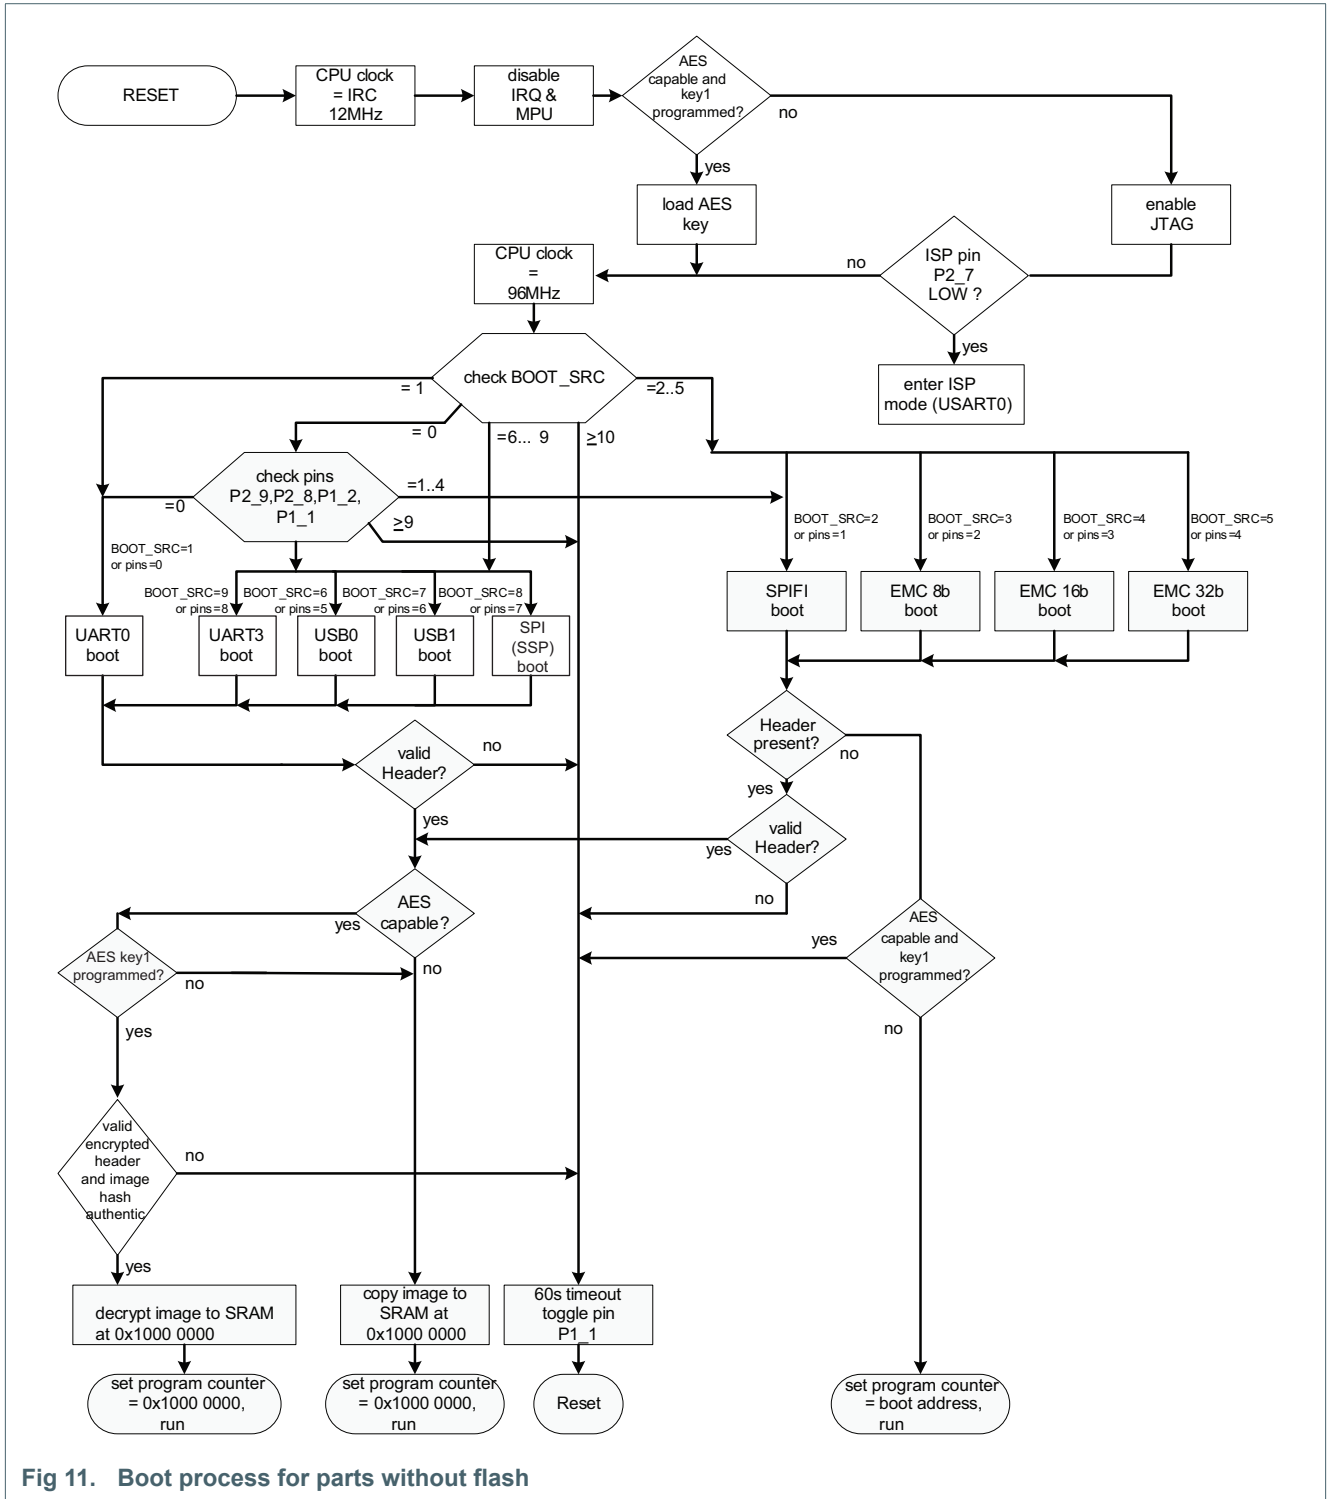 RESET
CPU clock
= IRC
12MHz
disable
IRQ &
MPU
AES
capable and
key1
programmed?
no
yes
load AES
key
enable
JTAG
ISP pin
P2_7
LOW ?
no
yes
enter ISP
mode (USART0)
CPU clock
=
96MHz
check BOOT_SRC
= 1
= 0
=6... 9
≥10
=2..5
check pins
P2_9,P2_8,P1_2,
P1_1
=0
=1..4
≥9
BOOT_SRC=1
or pins=0
BOOT_SRC=9
or pins=8
BOOT_SRC=6
or pins=5
BOOT_SRC=7
or pins=6
BOOT_SRC=8
or pins=7
BOOT_SRC=2
or pins=1
BOOT_SRC=3
or pins=2
BOOT_SRC=4
or pins=3
BOOT_SRC=5
or pins=4
UART0
boot
UART3
boot
USB0
boot
USB1
boot
SPI
(SSP)
boot
SPIFI
boot
EMC 8b
boot
EMC 16b
boot
EMC 32b
boot
valid
Header?
no
yes
Header
present?
no
yes
valid
Header?
yes
no
AES
capable?
yes
no
AES key1
programmed?
no
yes
AES
capable and
key1
programmed?
yes
no
valid
encrypted
header
and image
hash
authentic
no
yes
decrypt image to SRAM
at 0x1000 0000
copy image to
SRAM at
0x1000 0000
60s timeout
toggle pin
P1_1
set program counter
= 0x1000 0000,
run
set program counter
= 0x1000 0000,
run
Reset
set program counter
= boot address,
run
Fig 11. Boot process for parts without flash